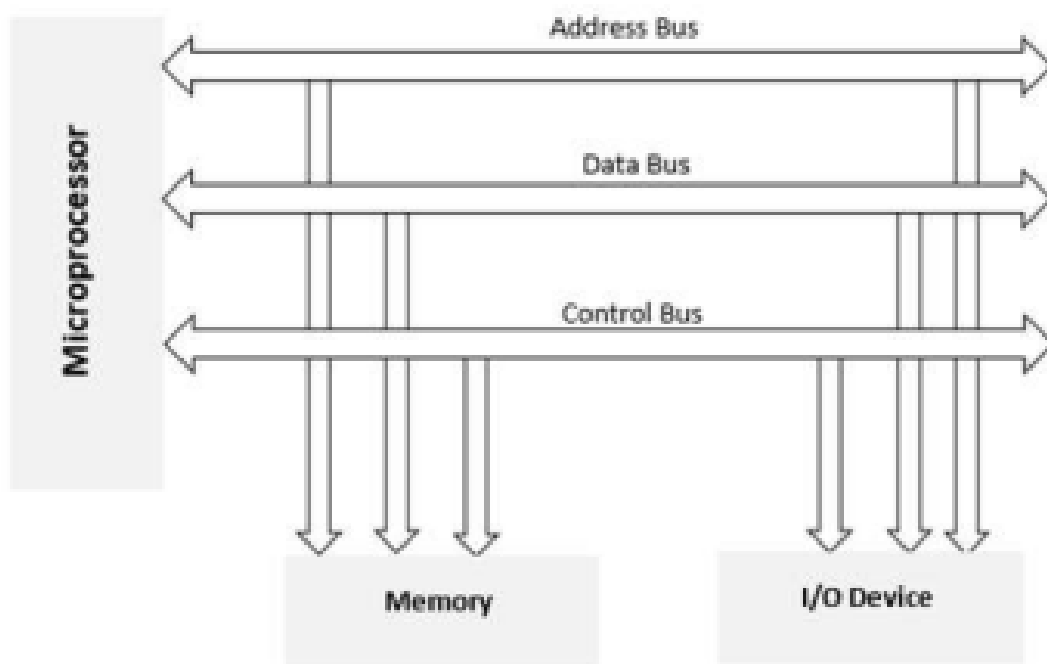 Address Bus
Microprocessor
Data Bus
Control Bus
Memory
I/O Device